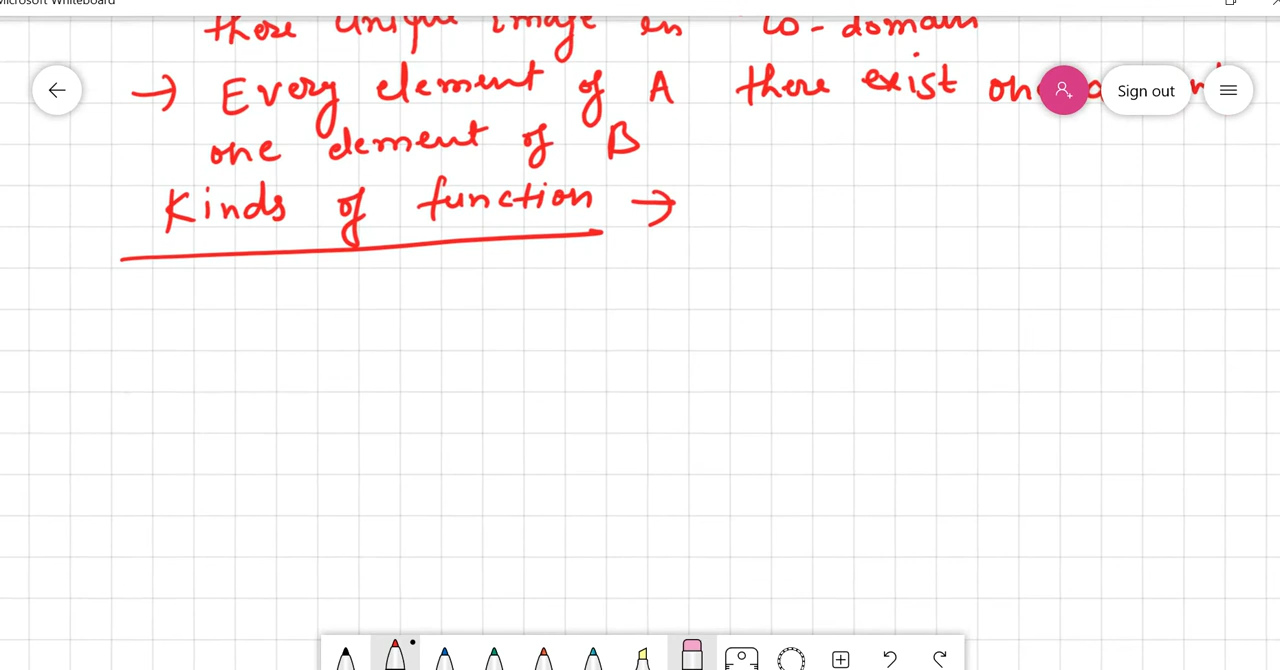 Microsoft Whiteboard
those unique image in co-domain
→ Every element of A there exist
Sign out
one element of B
Kinds of function →